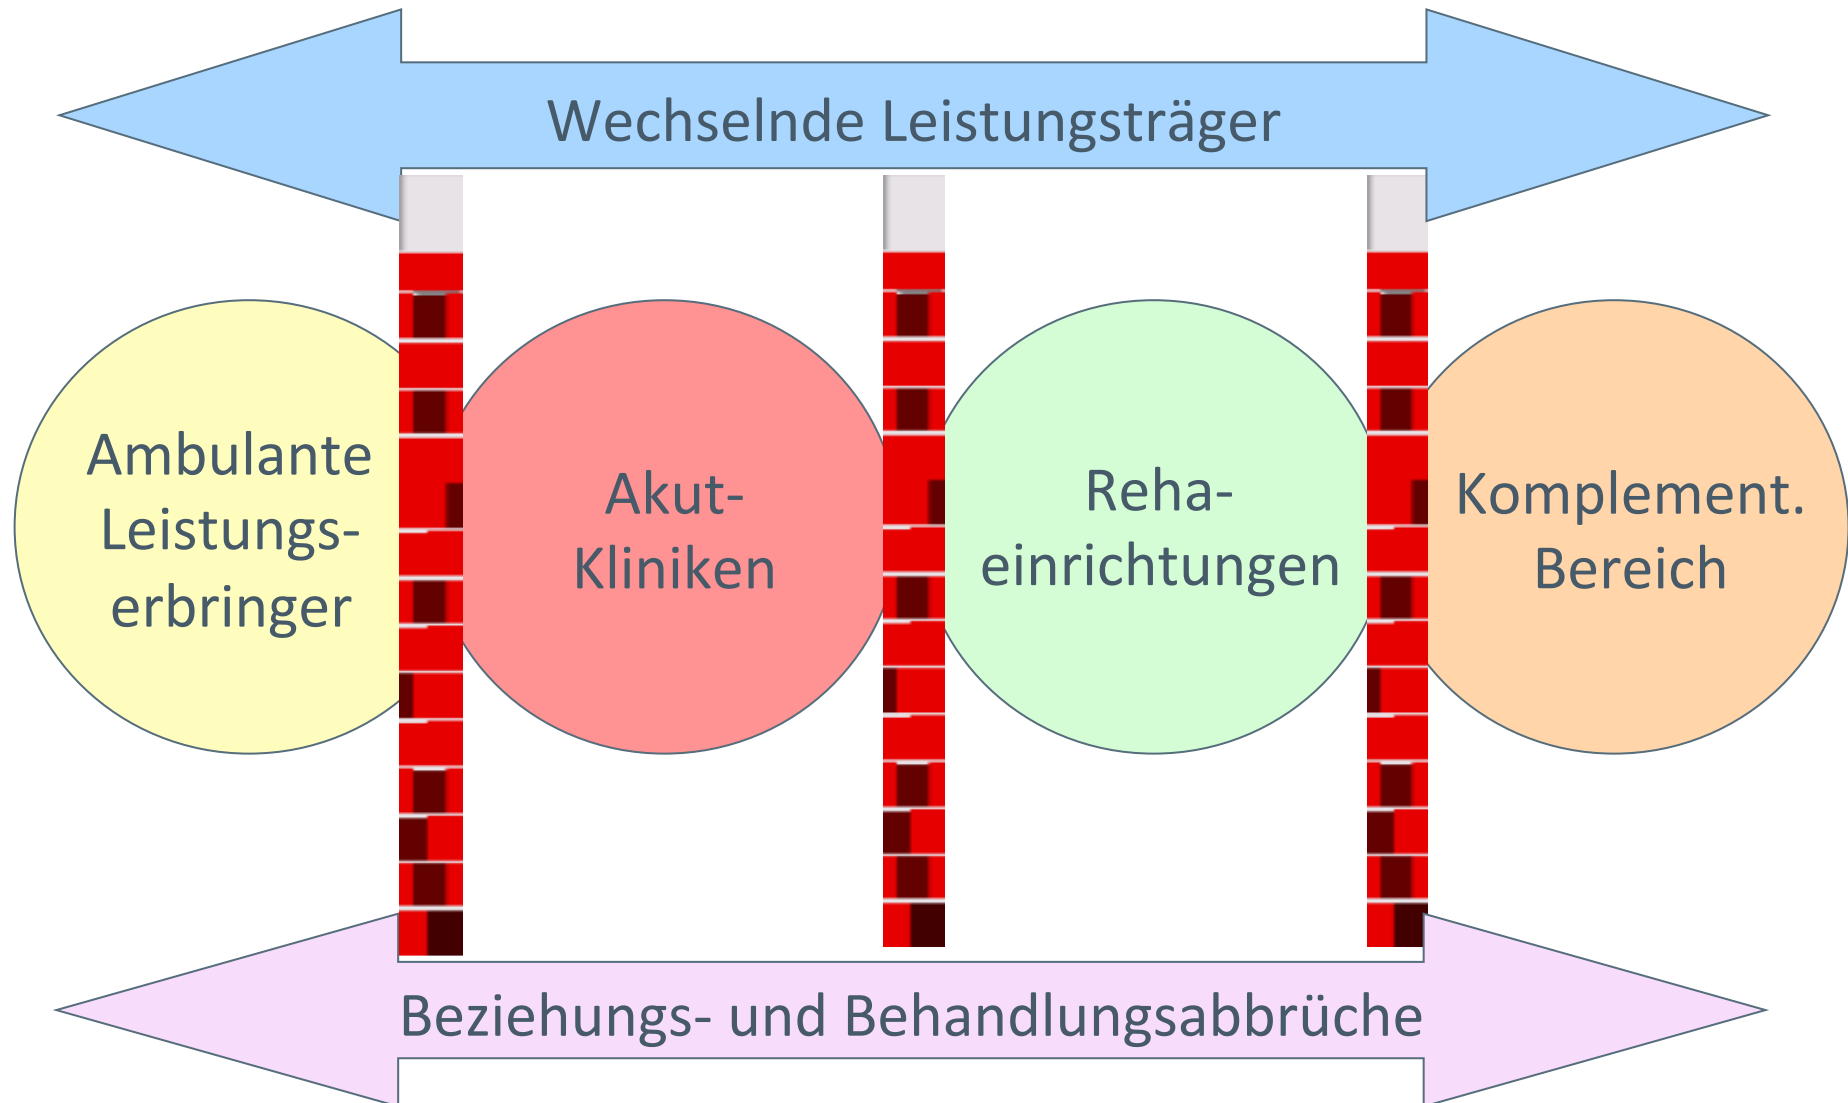 Wechselnde Leistungsträger
Ambulante
Leistungs-
erbringer
Akut-
Kliniken
Reha-
einrichtungen
Komplement.
Bereich
Beziehungs- und Behandlungsabbrüche